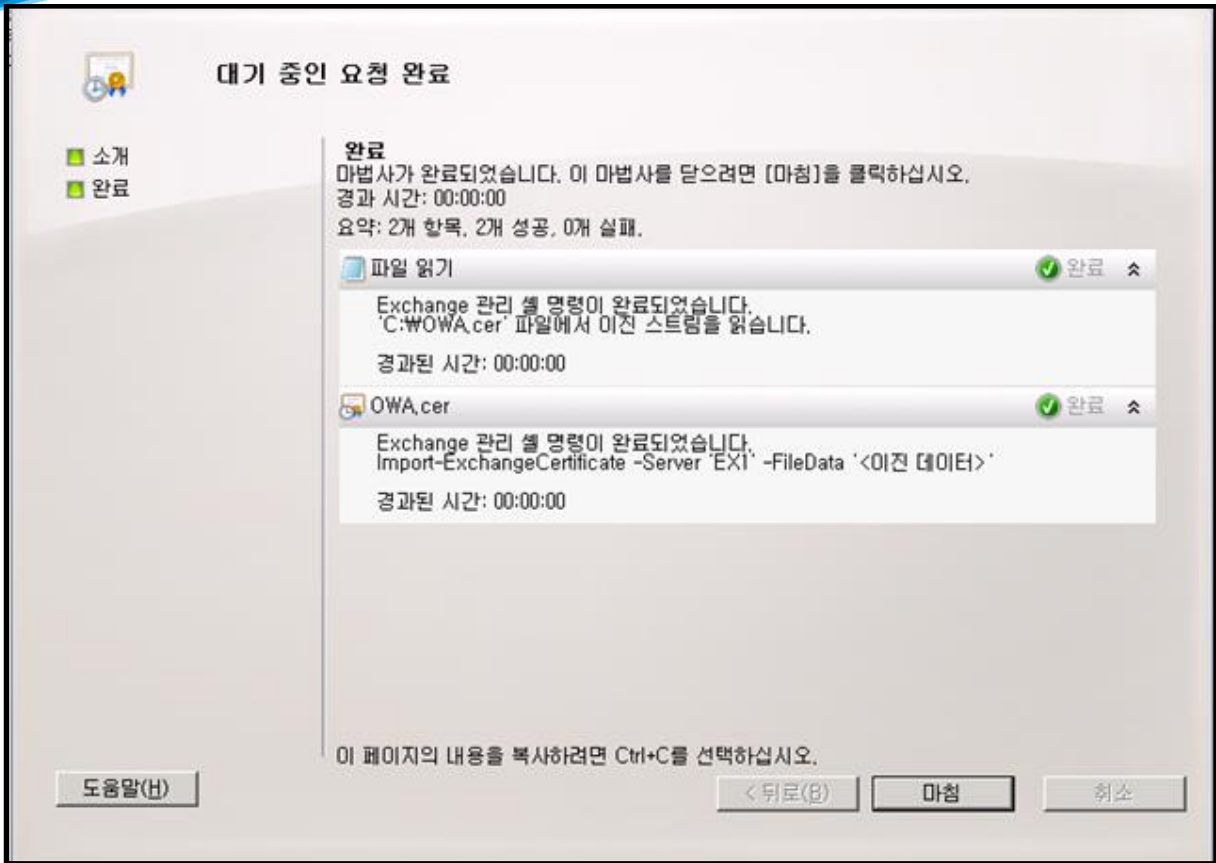 대기 중인 요청 완료
소개
완료
완료
마법사가 완료되었습니다. 이 마법사를 닫으려면 [마침]을 클릭하십시오.
경과 시간: 00:00:00
요약: 2개 항목, 2개 성공, 0개 실패.
파일 읽기 완료
Exchange 관리 셸 명령이 완료되었습니다.
'C:₩OWA.cer' 파일에서 이진 스트림을 읽습니다.
경과된 시간: 00:00:00
OWA.cer 완료
Exchange 관리 셸 명령이 완료되었습니다.
Import-ExchangeCertificate -Server 'EX1' -FileData '<이진 데이터>'
경과된 시간: 00:00:00
이 페이지의 내용을 복사하려면 Ctrl+C를 선택하십시오.
도움말(H) < 뒤로(B) 마침 취소